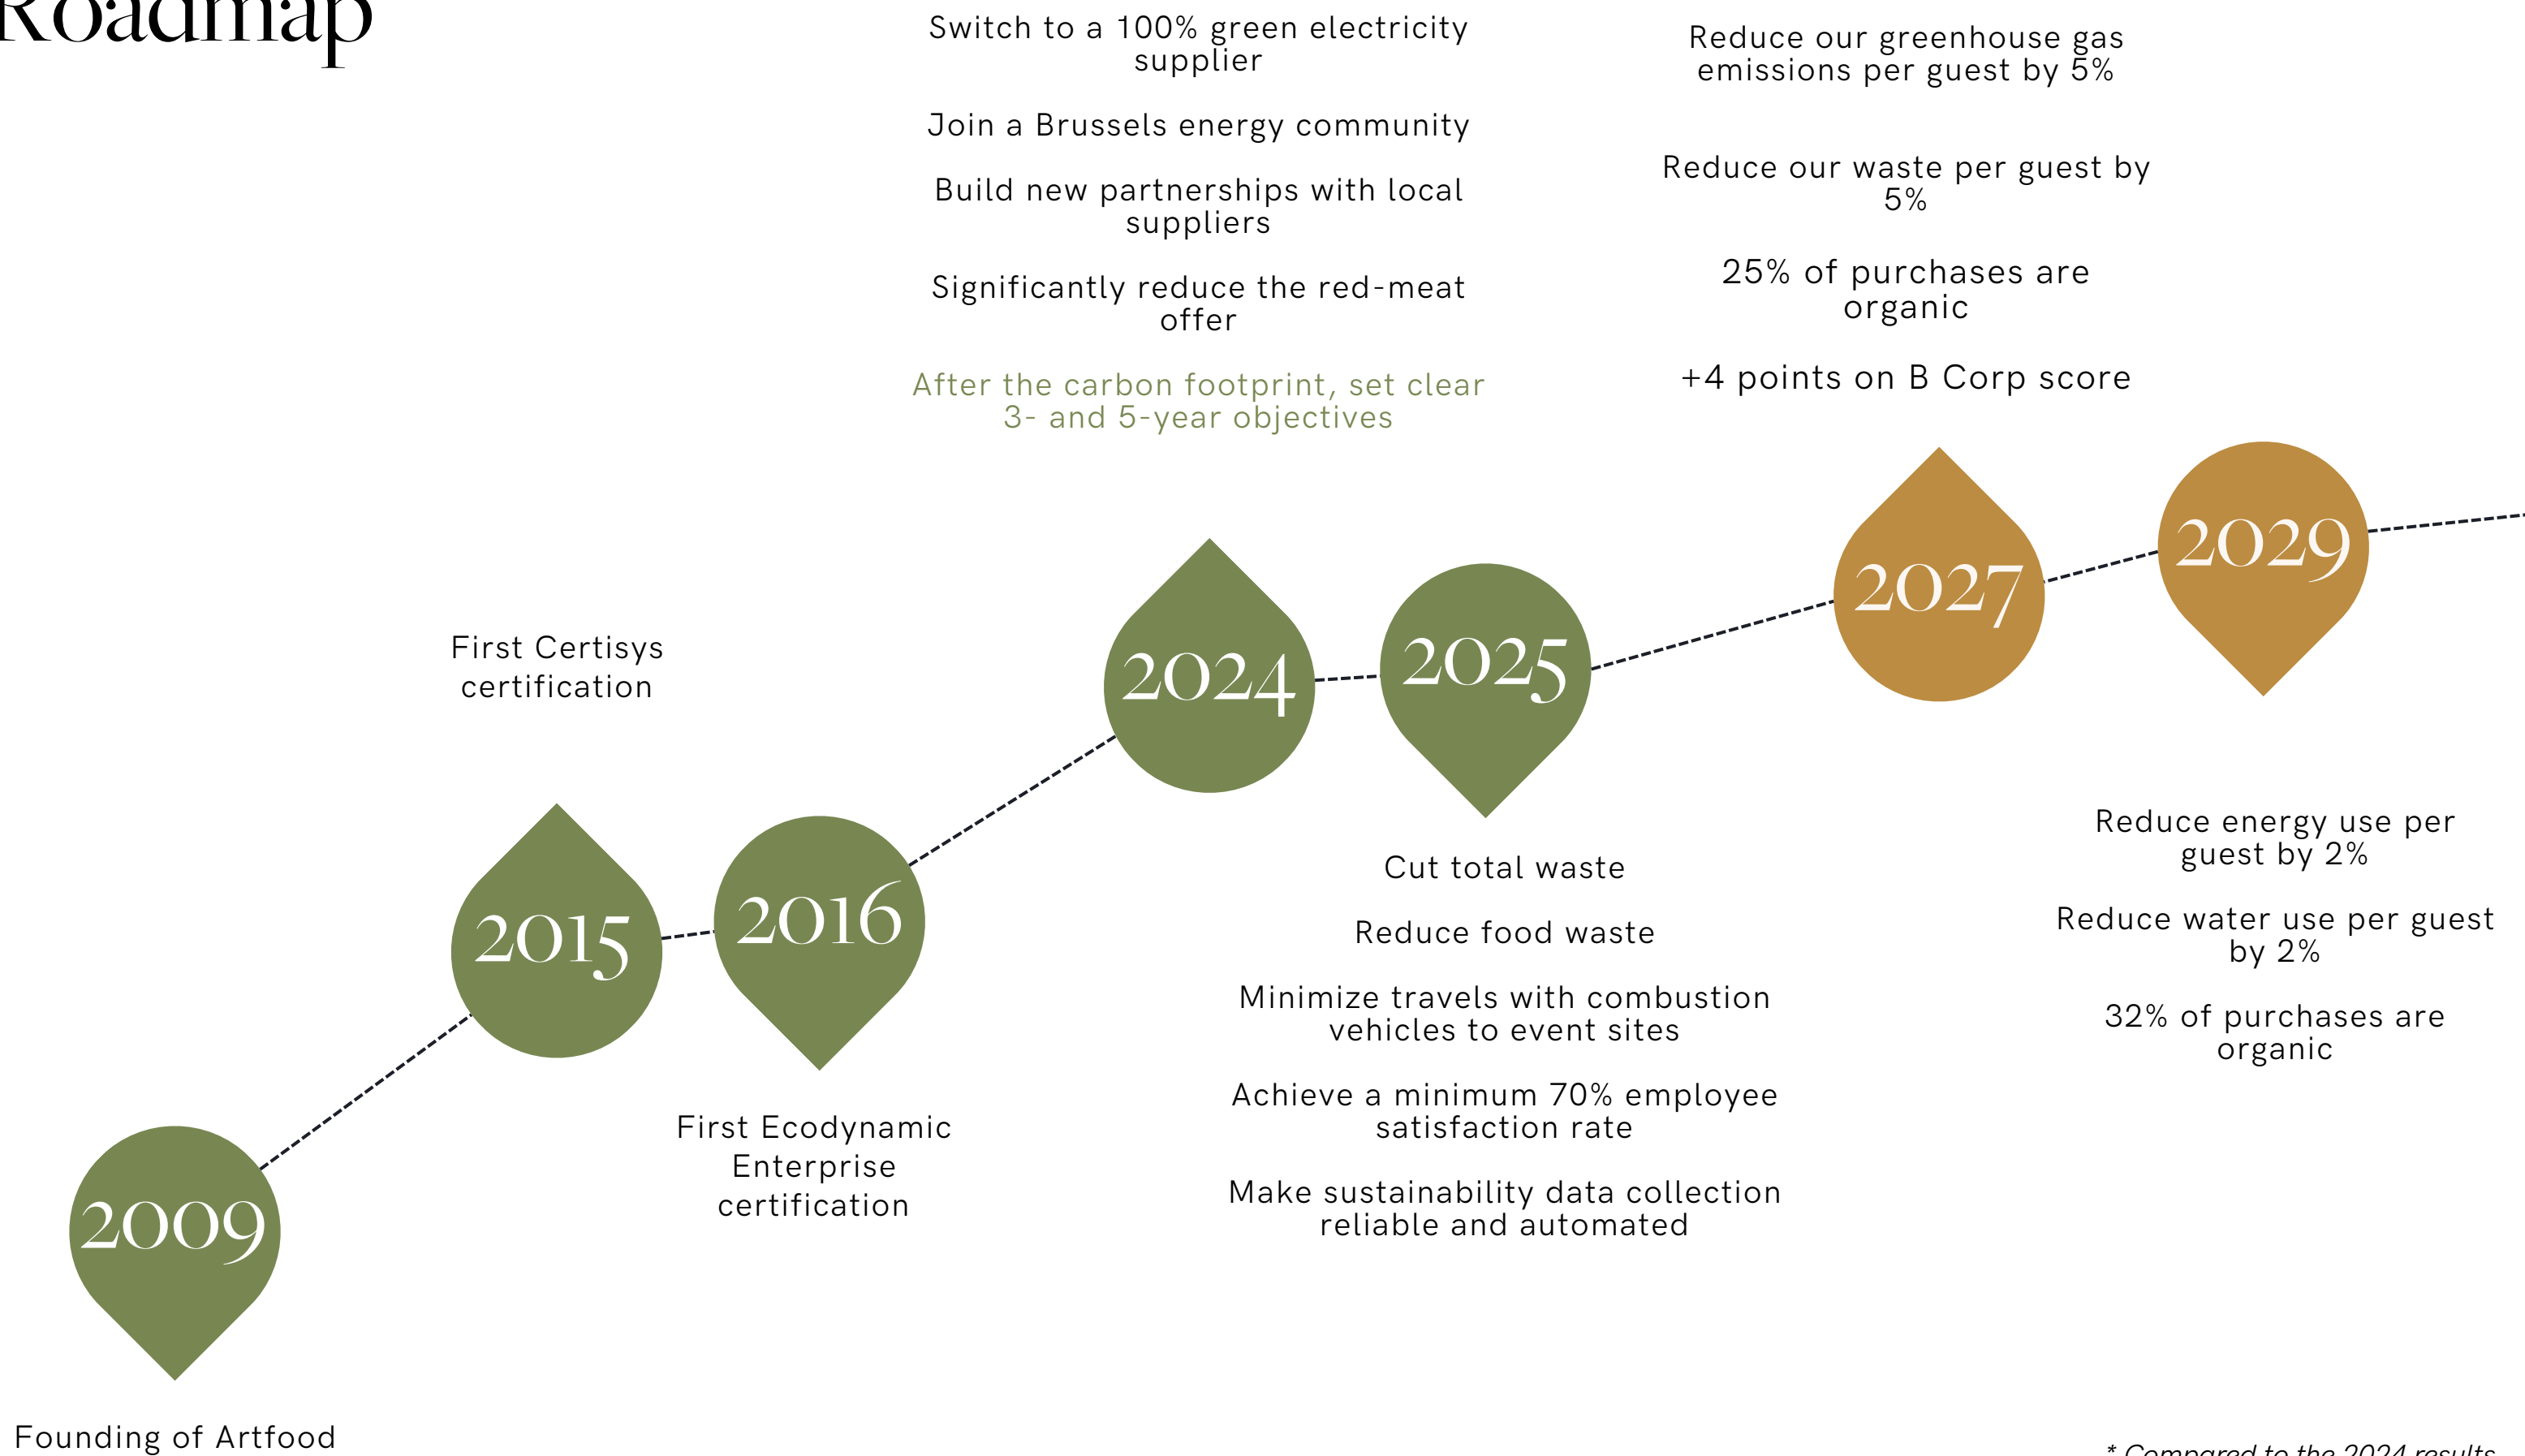 Roadmap
Switch to a 100% green electricity
supplier
Join a Brussels energy community
Build new partnerships with local
suppliers
Significantly reduce the red-meat
offer
After the carbon footprint, set clear
3- and 5-year objectives
Reduce our greenhouse gas
emissions per guest by 5%
Reduce our waste per guest by
5%
25% of purchases are
organic
+4 points on B Corp score
2029
2027
2024
2025
First Certisys
certification
2015
2016
Cut total waste
Reduce food waste
Minimize travels with combustion
vehicles to event sites
Achieve a minimum 70% employee
satisfaction rate
Make sustainability data collection
reliable and automated
Reduce energy use per
guest by 2%
Reduce water use per guest
by 2%
32% of purchases are
organic
First Ecodynamic
Enterprise
certification
2009
Founding of Artfood
* Compared to the 2024 results